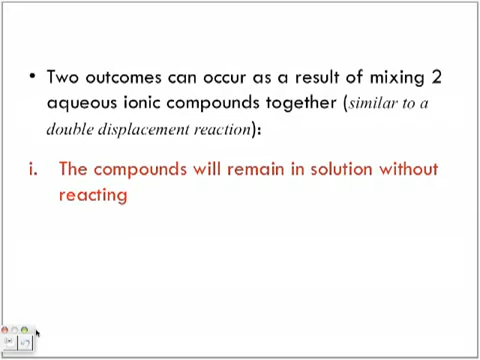 • Two outcomes can occur as a result of mixing 2
aqueous ionic compounds together (similar to a
double displacement reaction):
i. The compounds will remain in solution without
reacting